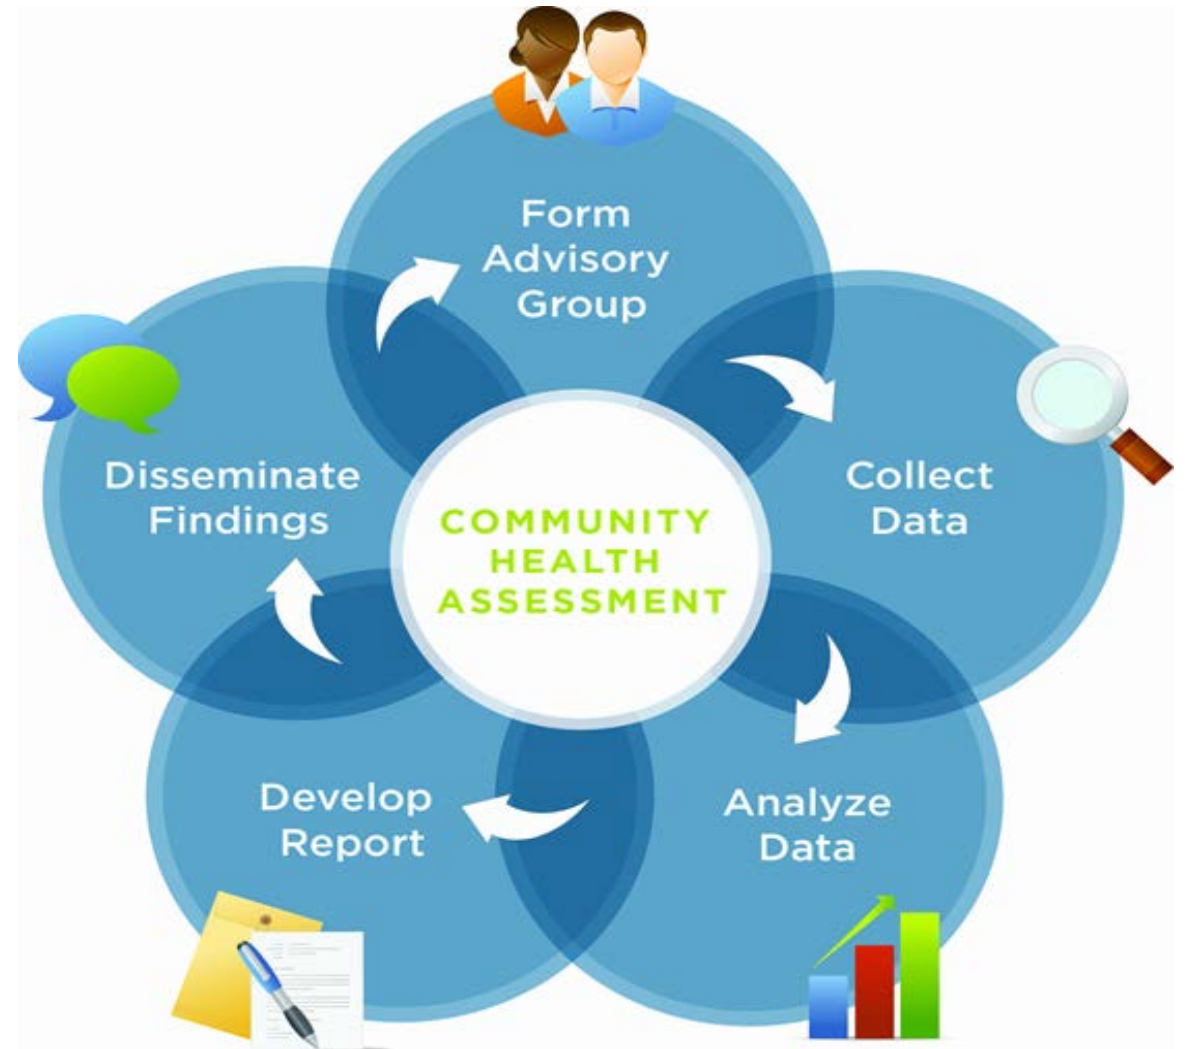 Form
Advisory
Group
Collect
Data
Analyze
Data
Develop
Report
Disseminate
Findings
COMMUNITY
HEALTH
ASSESSMENT